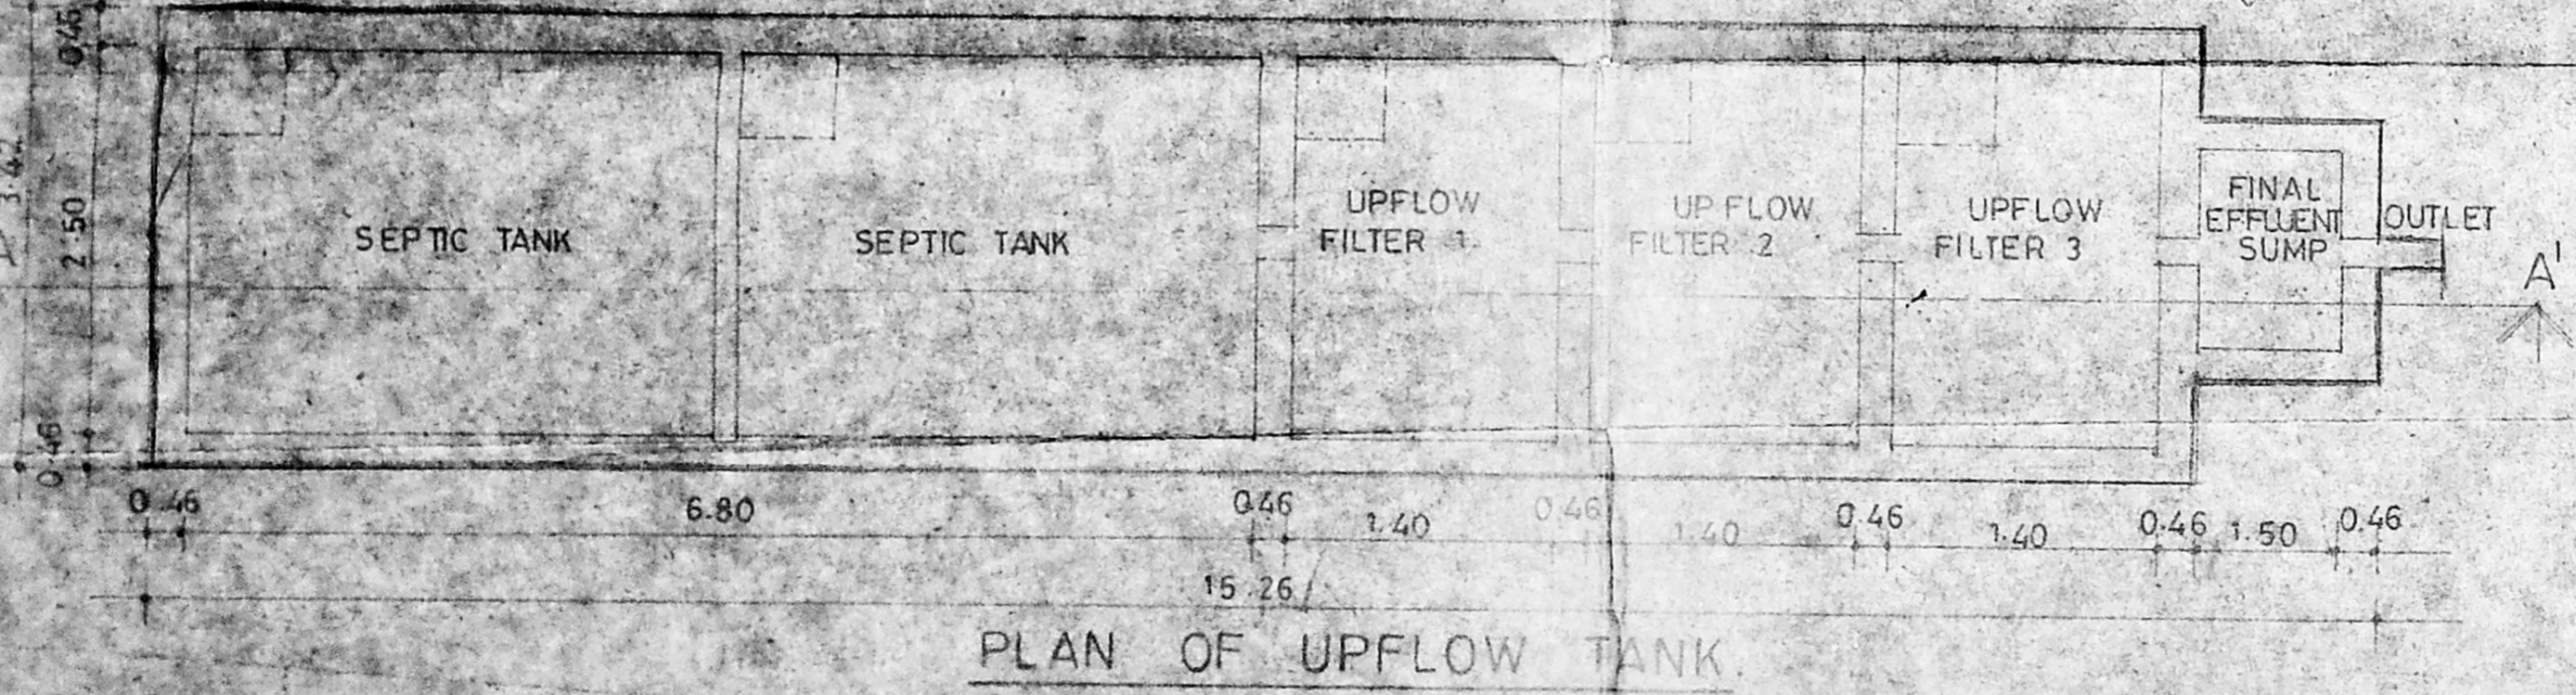 0.46
3.42
2.50
0.46
SEPTIC TANK
SEPTIC TANK
UPFLOW
FILTER 1
UP FLOW
FILTER 2
UPFLOW
FILTER 3
FINAL
EFFLUENT
SUMP
OUTLET
A'
0.46 6.80 0.46 1.40 0.46 1.40 0.46 1.40 0.46 1.50 0.46
15.26
PLAN OF UPFLOW TANK.